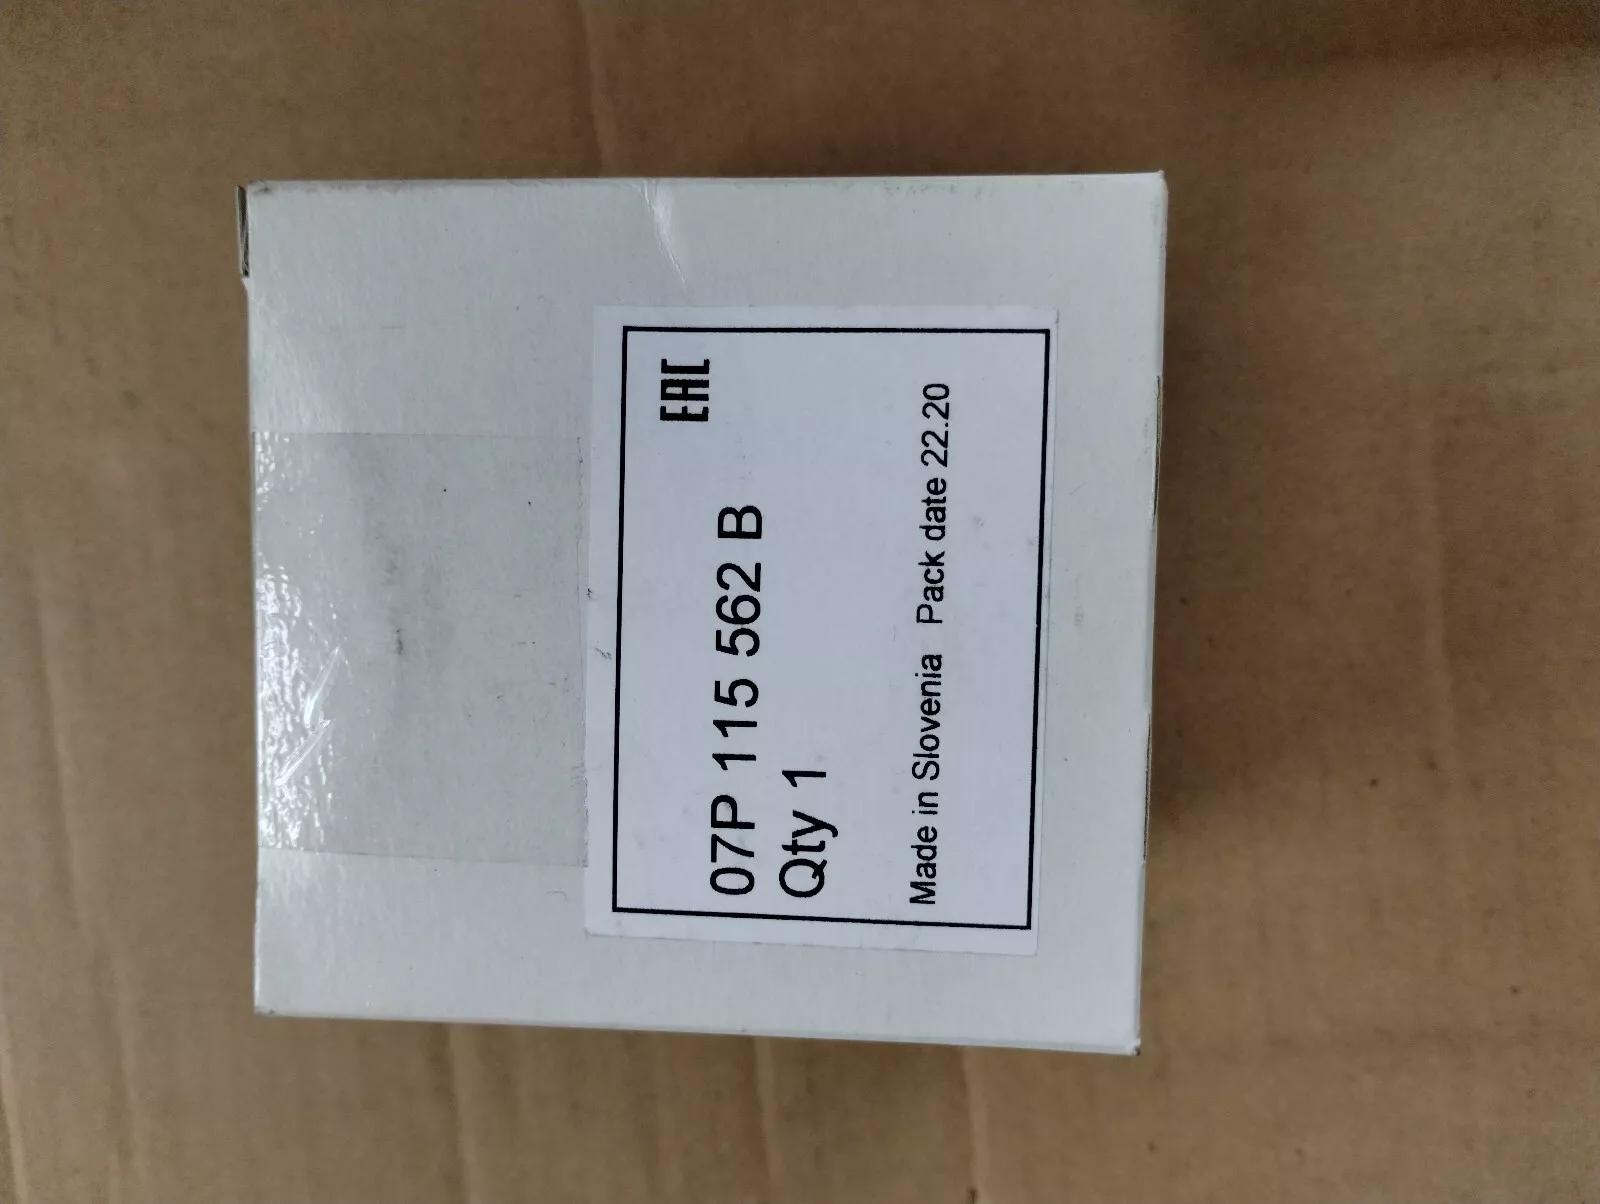 EAC
07P 115 562 B
Qty 1
Made in Slovenia Pack date 22.20